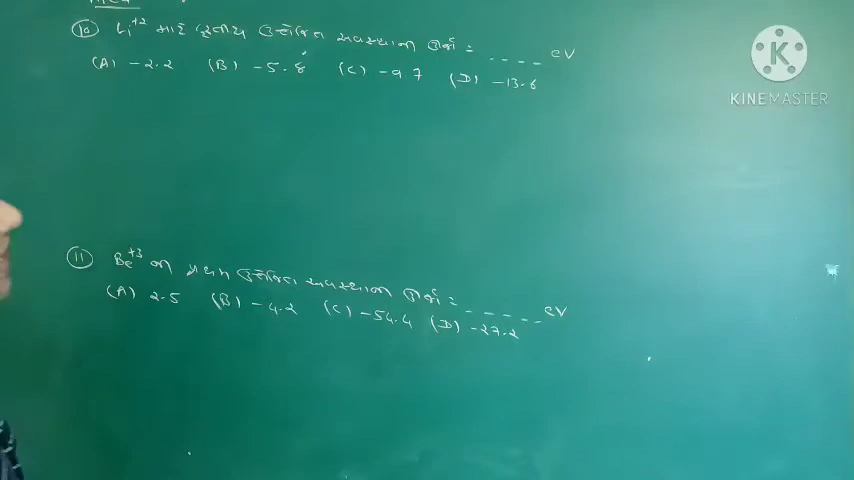 ⑩ Li⁺² માટે તૃતીય ઉત્તેજિત અવસ્થાની ઊર્જા = ---- eV
(A) -2.2 (B) -5.8 (C) -9 7 (D) -13.6
K
KINEMASTER
⑪ Be⁺³ ની પ્રથમ ઉત્તેજિત અવસ્થાની ઊર્જા = ----- eV
(A) 2.5 (B) -4.2 (C) -54.4 (D) -27.2